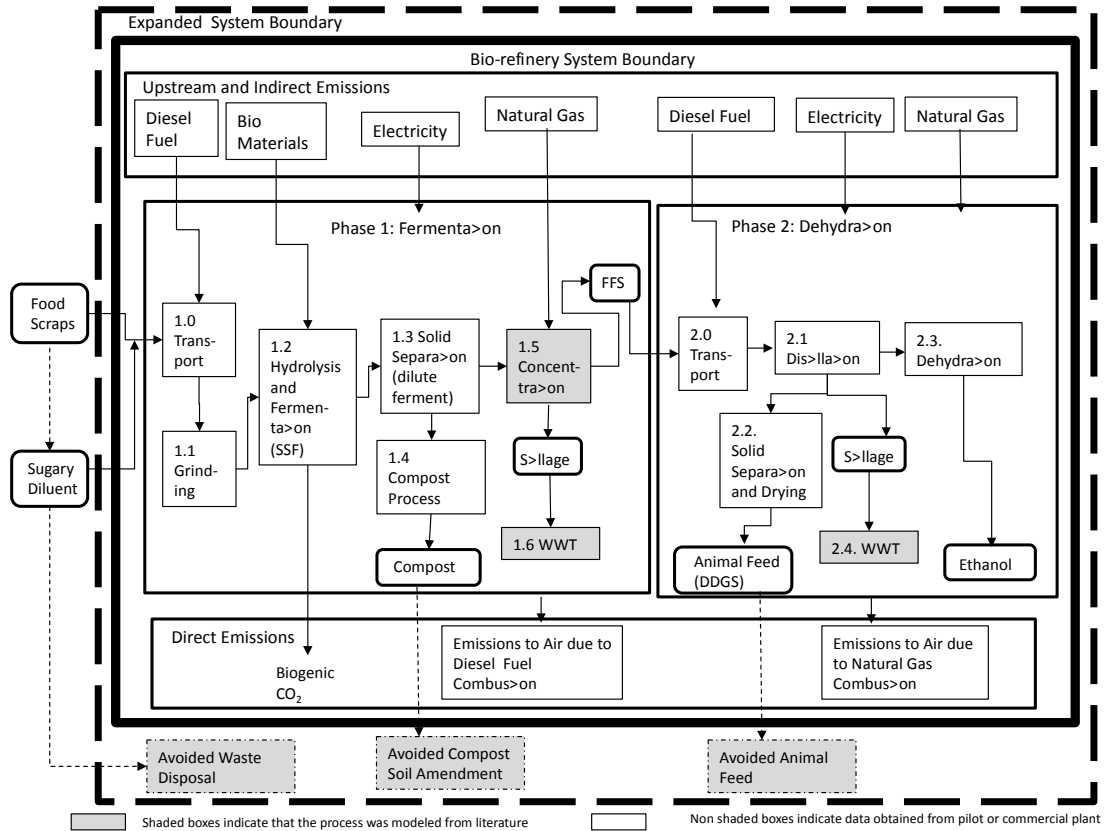 Expanded System Boundary
Bio-refinery System Boundary
Upstream and Indirect Emissions
Diesel
Fuel
Bio
Materials
Electricity
Natural Gas
Diesel Fuel
Electricity
Natural Gas
Phase 1: Fermenta>on
Phase 2: Dehydra>on
Food
Scraps
Sugary
Diluent
1.0
Trans-
port
1.1
Grind-
ing
1.2
Hydrolysis
and
Fermen-
ta>on
(SSF)
1.3 Solid
Separa>on
(dilute
ferment)
1.4
Compost
Process
Compost
1.5
Concent-
tra>on
S>llage
1.6 WWT
FFS
2.0
Trans-
port
2.1
Dis>lla>on
2.3.
Dehydra>on
2.2.
Solid
Separa>on
and Drying
S>llage
Animal Feed
(DDGS)
2.4. WWT
Ethanol
Direct Emissions
Biogenic
CO₂
Emissions to Air due to
Diesel Fuel
Combus>on
Emissions to Air due
to Natural Gas
Combus>on
Avoided Waste
Disposal
Avoided Compost
Soil Amendment
Avoided Animal
Feed
Shaded boxes indicate that the process was modeled from literature
Non shaded boxes indicate data obtained from pilot or commercial plant